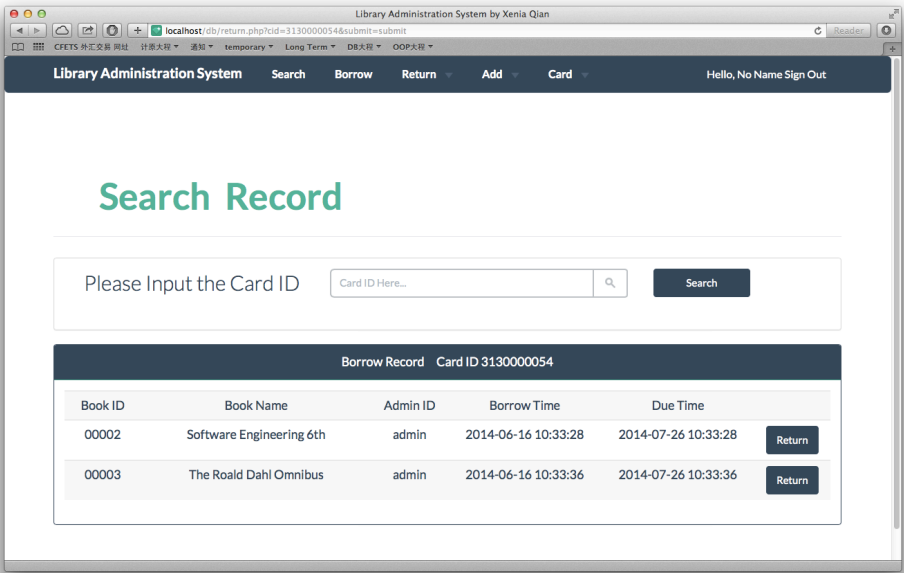 Library Administration System by Xenia Qian
localhost/db/return.php?cid=3130000054&submit=submit
Reader
CFETS 外汇交易 网址 计原大程 通知 temporary Long Term DB大程 OOP大程
Library Administration System Search Borrow Return Add Card Hello, No Name Sign Out
Search Record
Please Input the Card ID Card ID Here... Search
Borrow Record Card ID 3130000054
Book ID Book Name Admin ID Borrow Time Due Time
00002 Software Engineering 6th admin 2014-06-16 10:33:28 2014-07-26 10:33:28 Return
00003 The Roald Dahl Omnibus admin 2014-06-16 10:33:36 2014-07-26 10:33:36 Return